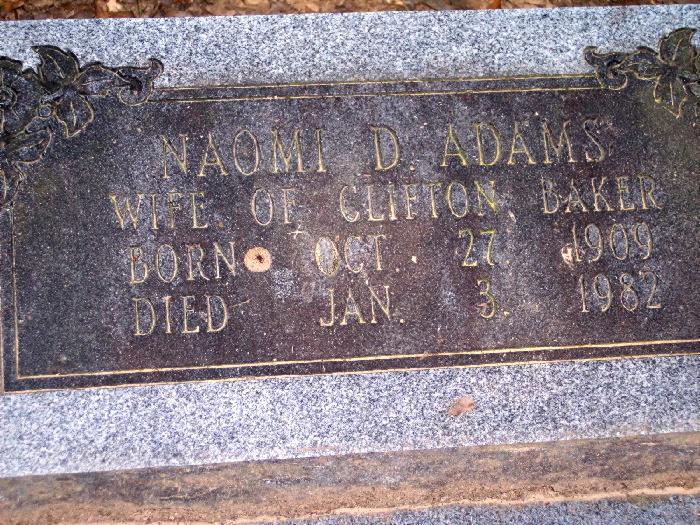 NAOMI D. ADAMS
WIFE OF CLIFTON BAKER
BORN OCT. 27. 1909
DIED JAN. 3. 1982